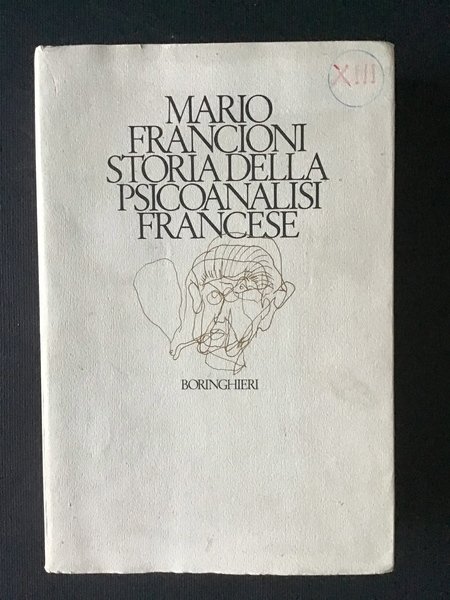 XIII
MARIO
FRANCIONI
STORIA DELLA
PSICOANALISI
FRANCESE
BORINGHIERI